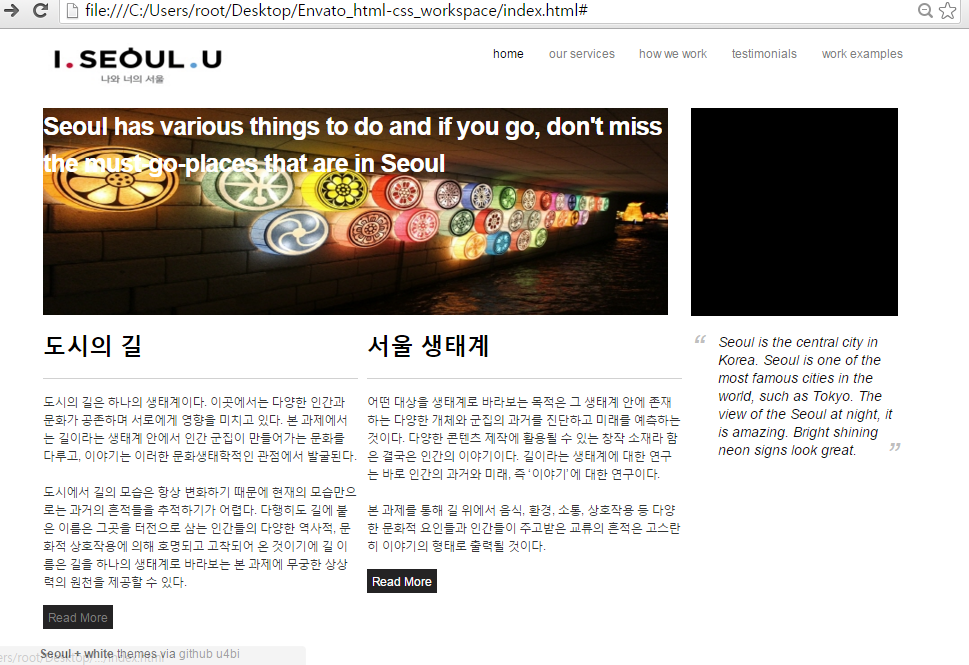 file:///C:/Users/root/Desktop/Envato_html-css_workspace/index.html#
I.SEOUL.U
나와 너의 서울
home our services how we work testimonials work examples
Seoul has various things to do and if you go, don't miss
the must-go-places that are in Seoul
도시의 길
도시의 길은 하나의 생태계이다. 이곳에서는 다양한 인간과
문화가 공존하며 서로에게 영향을 미치고 있다. 본 과제에서
는 길이라는 생태계 안에서 인간 군집이 만들어가는 문화를
다루고, 이야기는 이러한 문화생태학적인 관점에서 발굴된다.
도시에서 길의 모습은 항상 변화하기 때문에 현재의 모습만으
로는 과거의 흔적들을 추적하기가 어렵다. 다행히도 길에 붙
은 이름은 그곳을 터전으로 삼는 인간들의 다양한 역사적, 문
화적 상호작용에 의해 호명되고 고착되어 온 것이기에 길 이
름은 길을 하나의 생태계로 바라보는 본 과제에 무궁한 상상
력의 원천을 제공할 수 있다.
Read More
서울 생태계
어떤 대상을 생태계로 바라보는 목적은 그 생태계 안에 존재
하는 다양한 개체와 군집의 과거를 진단하고 미래를 예측하는
것이다. 다양한 콘텐츠 제작에 활용될 수 있는 창작 소재라 함
은 결국은 인간의 이야기이다. 길이라는 생태계에 대한 연구
는 바로 인간의 과거와 미래, 즉 ‘이야기’에 대한 연구이다.
본 과제를 통해 길 위에서 음식, 환경, 소통, 상호작용 등 다양
한 문화적 요인들과 인간들이 주고받은 교류의 흔적은 고스란
히 이야기의 형태로 출력될 것이다.
Read More
“ Seoul is the central city in
Korea. Seoul is one of the
most famous cities in the
world, such as Tokyo. The
view of the Seoul at night, it
is amazing. Bright shining
neon signs look great. ”
Seoul + white themes via github u4bi
ers/root/Desktop/.../index.html